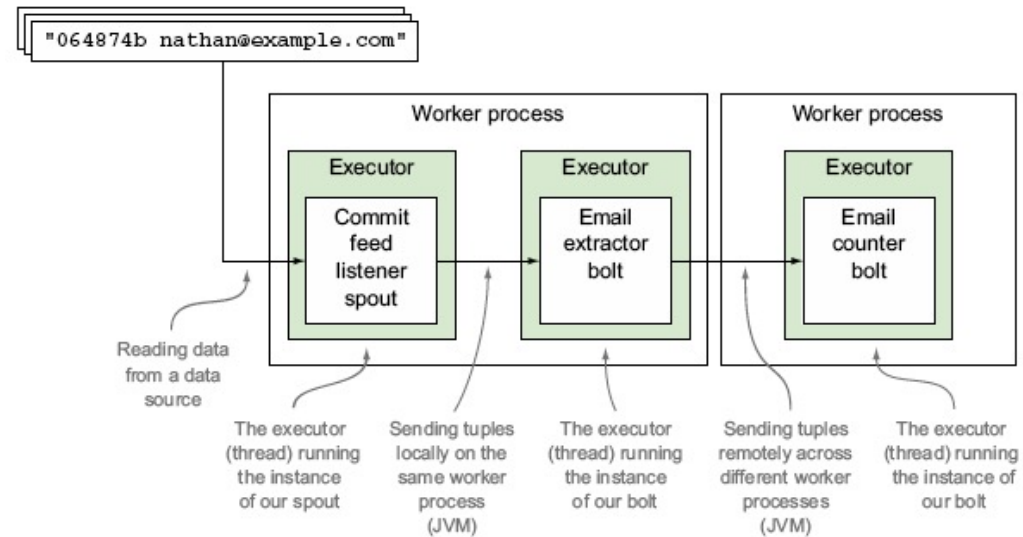 "064874b nathan@example.com"
Worker process
Executor
Commit
feed
listener
spout
Executor
Email
extractor
bolt
Worker process
Executor
Email
counter
bolt
Reading data
from a data
source
The executor
(thread) running
the instance
of our spout
Sending tuples
locally on the
same worker
process
(JVM)
The executor
(thread) running
the instance
of our bolt
Sending tuples
remotely across
different worker
processes
(JVM)
The executor
(thread) running
the instance of
our bolt